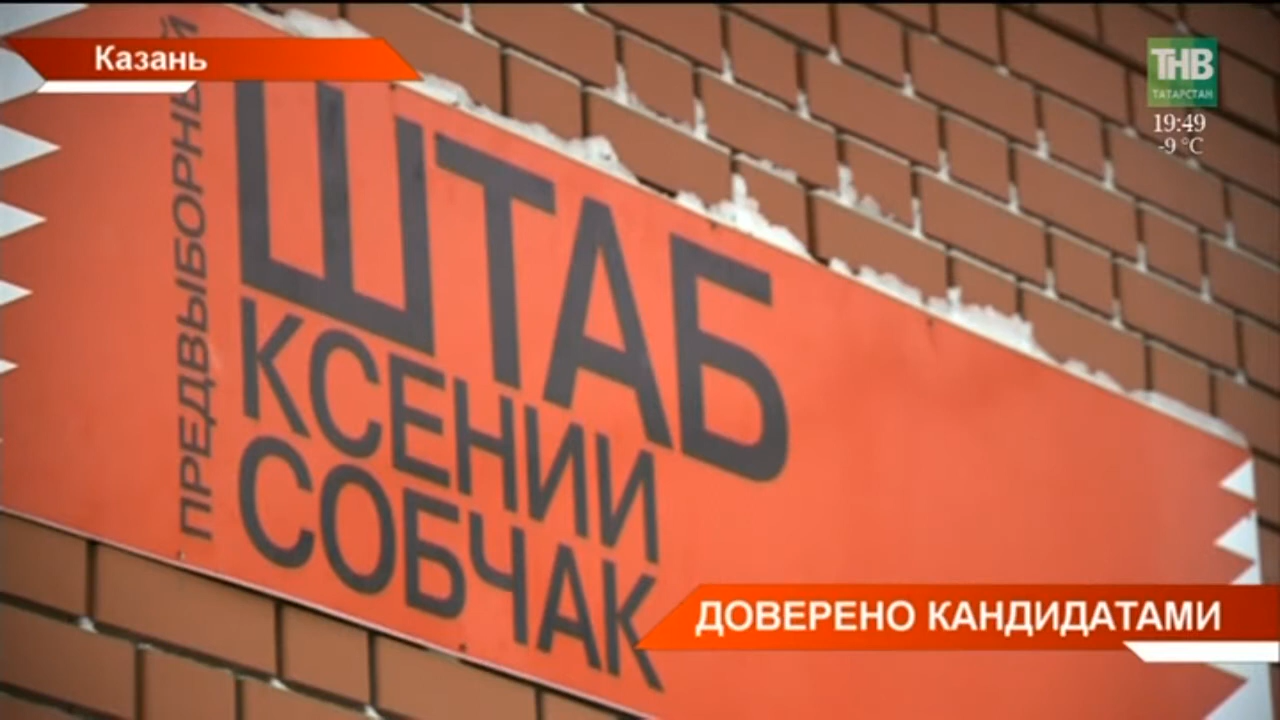 Казань
ТНВ
ТАТАРСТАН
19:49
-9 °C
ПРЕДВЫБОРНЫЙ
ШТАБ
КСЕНИИ
СОБЧАК
ДОВЕРЕНО КАНДИДАТАМИ